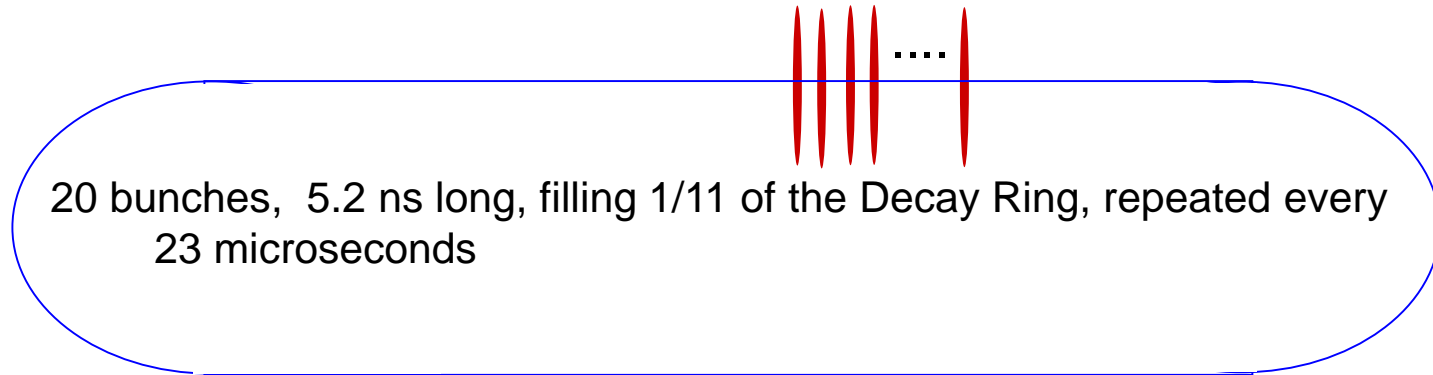 ....
20 bunches, 5.2 ns long, filling 1/11 of the Decay Ring, repeated every
23 microseconds